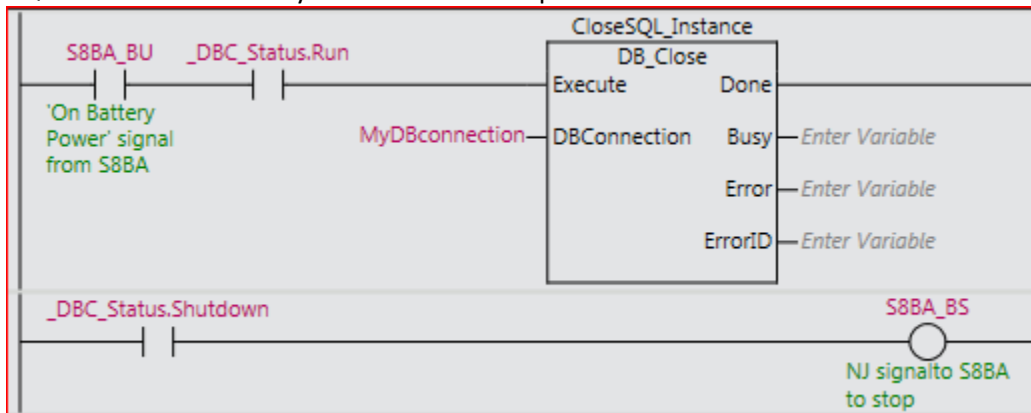 CloseSQL_Instance
S8BA_BU _DBC_Status.Run DB_Close
Execute Done
'On Battery
Power' signal
from S8BA
MyDBconnection DBConnection Busy Enter Variable
Error Enter Variable
ErrorID Enter Variable
_DBC_Status.Shutdown S8BA_BS
NJ signalto S8BA
to stop